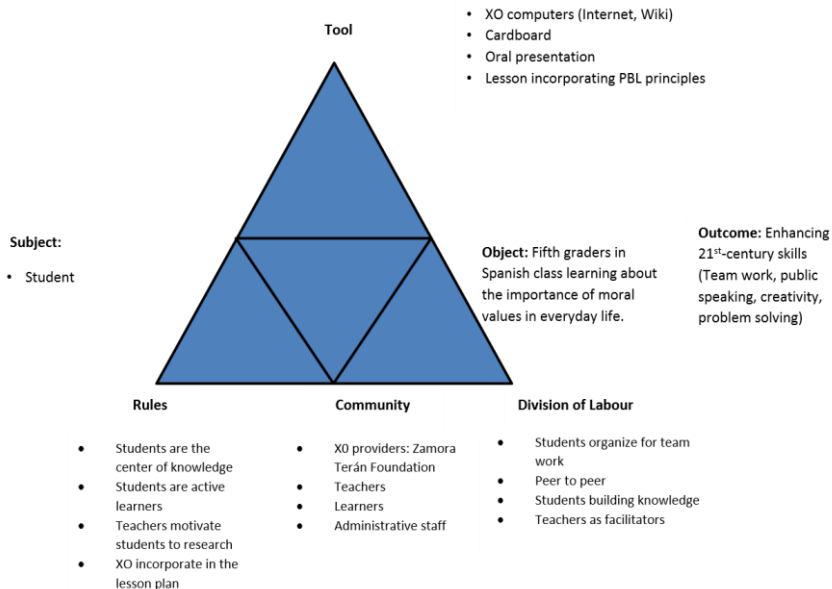 Tool
• XO computers (Internet, Wiki)
• Cardboard
• Oral presentation
• Lesson incorporating PBL principles
Subject:
• Student
Object: Fifth graders in
Spanish class learning about
the importance of moral
values in everyday life.
Outcome: Enhancing
21st-century skills
(Team work, public
speaking, creativity,
problem solving)
Rules
• Students are the
center of knowledge
• Students are active
learners
• Teachers motivate
students to research
• XO incorporate in the
lesson plan
Community
• X0 providers: Zamora
Terán Foundation
• Teachers
• Learners
• Administrative staff
Division of Labour
• Students organize for team
work
• Peer to peer
• Students building knowledge
• Teachers as facilitators